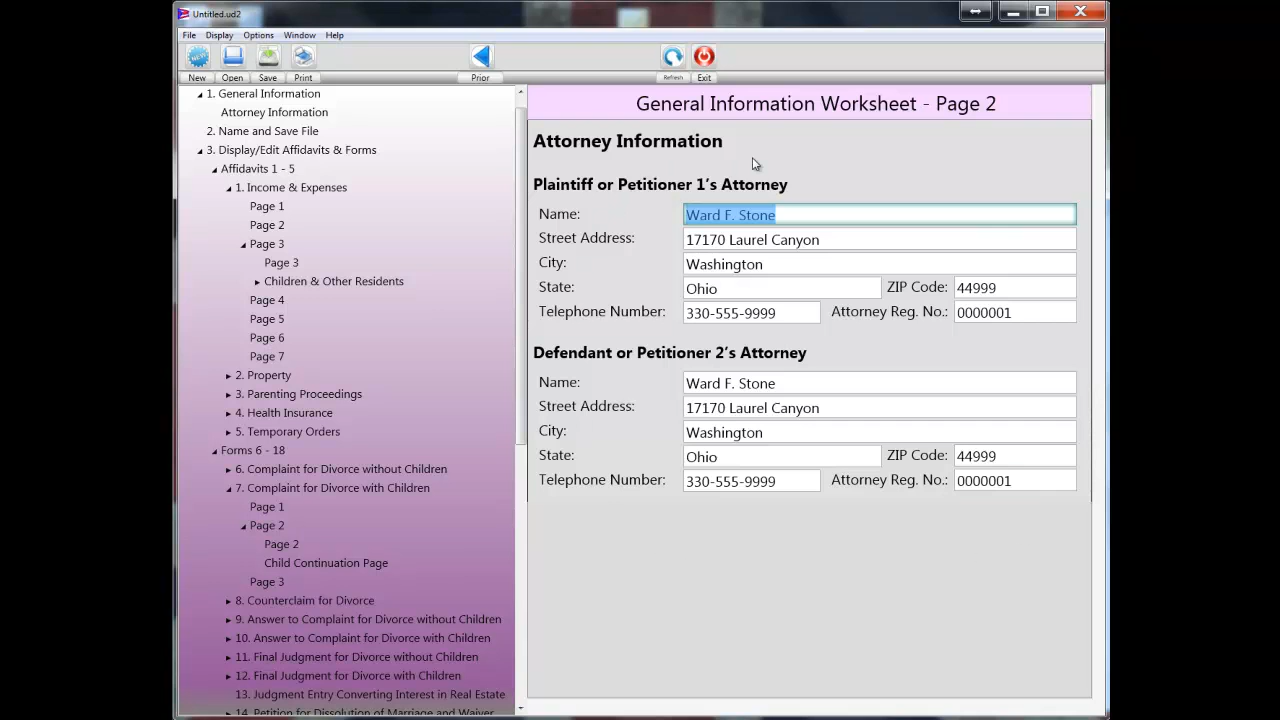 Untitled.ud2
File Display Options Window Help
New Open Save Print Prior Refresh Exit
1. General Information
Attorney Information
2. Name and Save File
3. Display/Edit Affidavits & Forms
Affidavits 1 - 5
1. Income & Expenses
Page 1
Page 2
Page 3
Page 3
Children & Other Residents
Page 4
Page 5
Page 6
Page 7
2. Property
3. Parenting Proceedings
4. Health Insurance
5. Temporary Orders
Forms 6 - 18
6. Complaint for Divorce without Children
7. Complaint for Divorce with Children
Page 1
Page 2
Page 2
Child Continuation Page
Page 3
8. Counterclaim for Divorce
9. Answer to Complaint for Divorce without Children
10. Answer to Complaint for Divorce with Children
11. Final Judgment for Divorce without Children
12. Final Judgment for Divorce with Children
13. Judgment Entry Converting Interest in Real Estate
14. Petition for Dissolution of Marriage and Waiver
General Information Worksheet - Page 2
Attorney Information
Plaintiff or Petitioner 1's Attorney
Name: Ward F. Stone
Street Address: 17170 Laurel Canyon
City: Washington
State: Ohio ZIP Code: 44999
Telephone Number: 330-555-9999 Attorney Reg. No.: 0000001
Defendant or Petitioner 2's Attorney
Name: Ward F. Stone
Street Address: 17170 Laurel Canyon
City: Washington
State: Ohio ZIP Code: 44999
Telephone Number: 330-555-9999 Attorney Reg. No.: 0000001